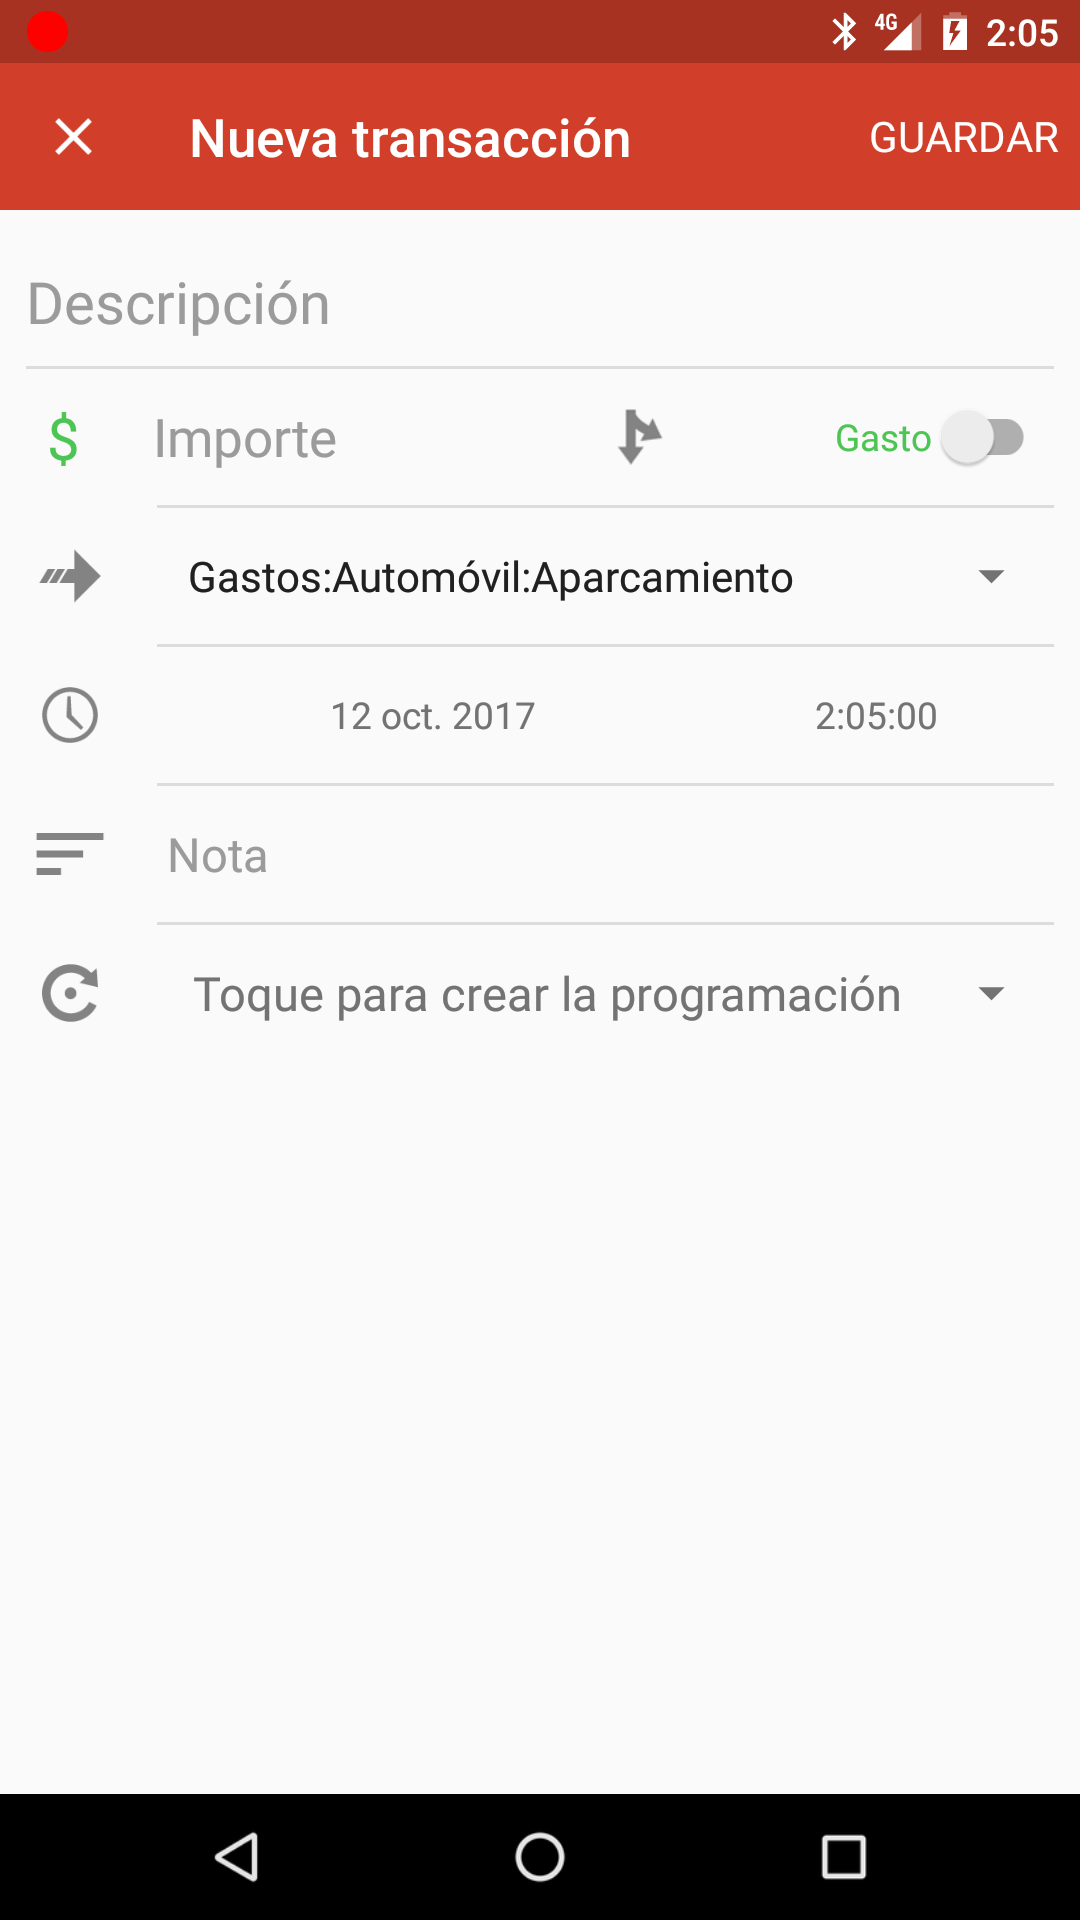 4G 2:05
Nueva transacción GUARDAR
Descripción
$ Importe Gasto
Gastos:Automóvil:Aparcamiento
12 oct. 2017 2:05:00
Nota
Toque para crear la programación